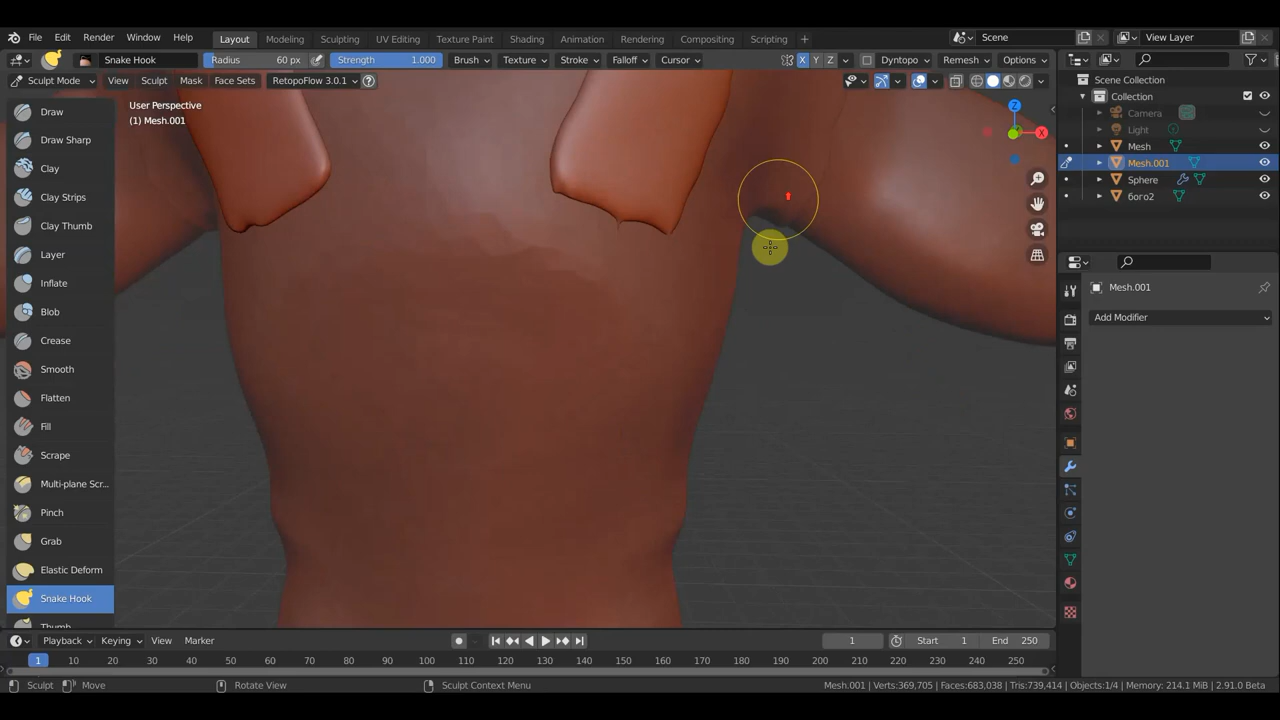 File Edit Render Window Help Layout Modeling Sculpting UV Editing Texture Paint Shading Animation Rendering Compositing Scripting + Scene View Layer
Snake Hook Radius 60 px Strength 1.000 Brush Texture Stroke Falloff Cursor X Y Z Dyntopo Remesh Options
Sculpt Mode View Sculpt Mask Face Sets RetopoFlow 3.0.1 ?
User Perspective
(1) Mesh.001
Draw
Draw Sharp
Clay
Clay Strips
Clay Thumb
Layer
Inflate
Blob
Crease
Smooth
Flatten
Fill
Scrape
Multi-plane Scr...
Pinch
Grab
Elastic Deform
Snake Hook
Thumb
Z
X
Scene Collection
Collection
Camera
Light
Mesh
Mesh.001
Sphere
6oro2
Mesh.001
Add Modifier
Playback Keying View Marker 1 Start 1 End 250
1 10 20 30 40 50 60 70 80 90 100 110 120 130 140 150 160 170 180 190 200 210 220 230 240 250
Sculpt Move Rotate View Sculpt Context Menu Mesh.001 | Verts:369,705 | Faces:683,038 | Tris:739,414 | Objects:1/4 | Memory: 214.1 MiB | 2.91.0 Beta